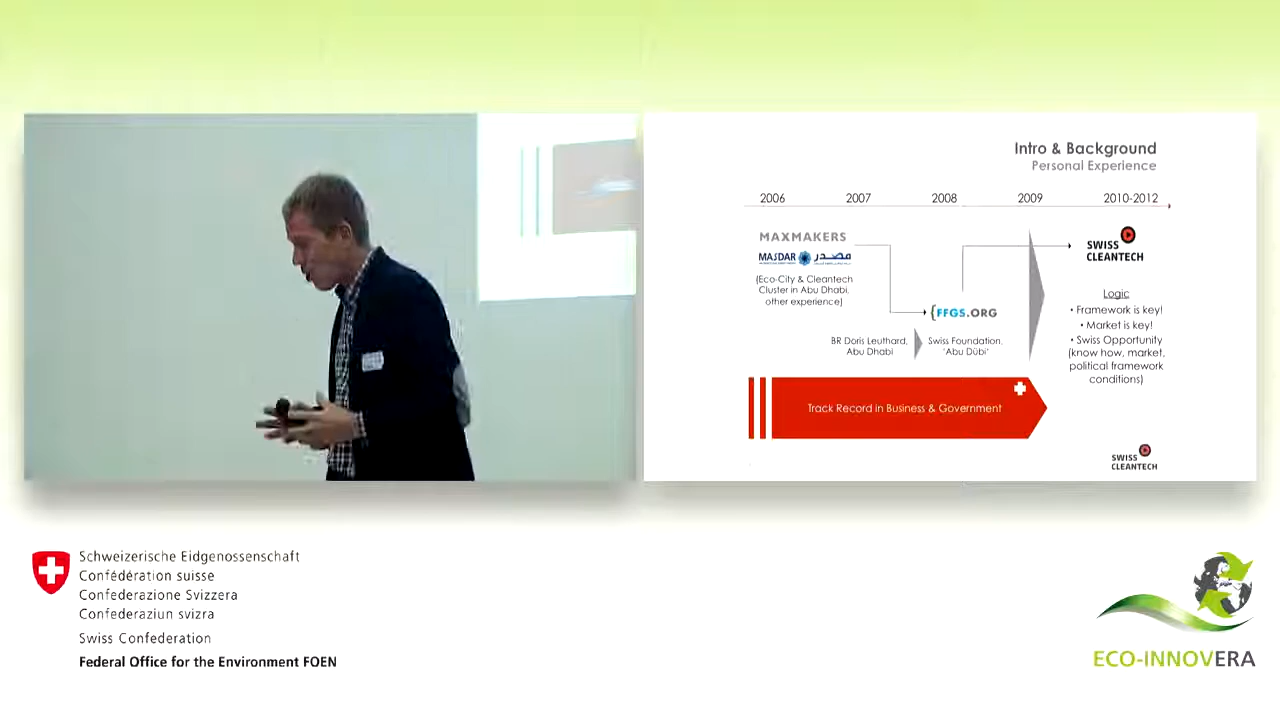 Intro & Background
Personal Experience
2006 2007 2008 2009 2010-2012
MAXMAKERS
MASDAR مصدر
(Eco-City & Cleantech
Cluster in Abu Dhabi,
other experience)
{FFGS.ORG
BR Doris Leuthard,
Abu Dhabi
Swiss Foundation,
'Abu Dübi'
SWISS
CLEANTECH
Logic
• Framework is key!
• Market is key!
• Swiss Opportunity
(know how, market,
political framework
conditions)
Track Record in Business & Government
SWISS
CLEANTECH
Schweizerische Eidgenossenschaft
Confédération suisse
Confederazione Svizzera
Confederaziun svizra
Swiss Confederation
Federal Office for the Environment FOEN
ECO-INNOVERA